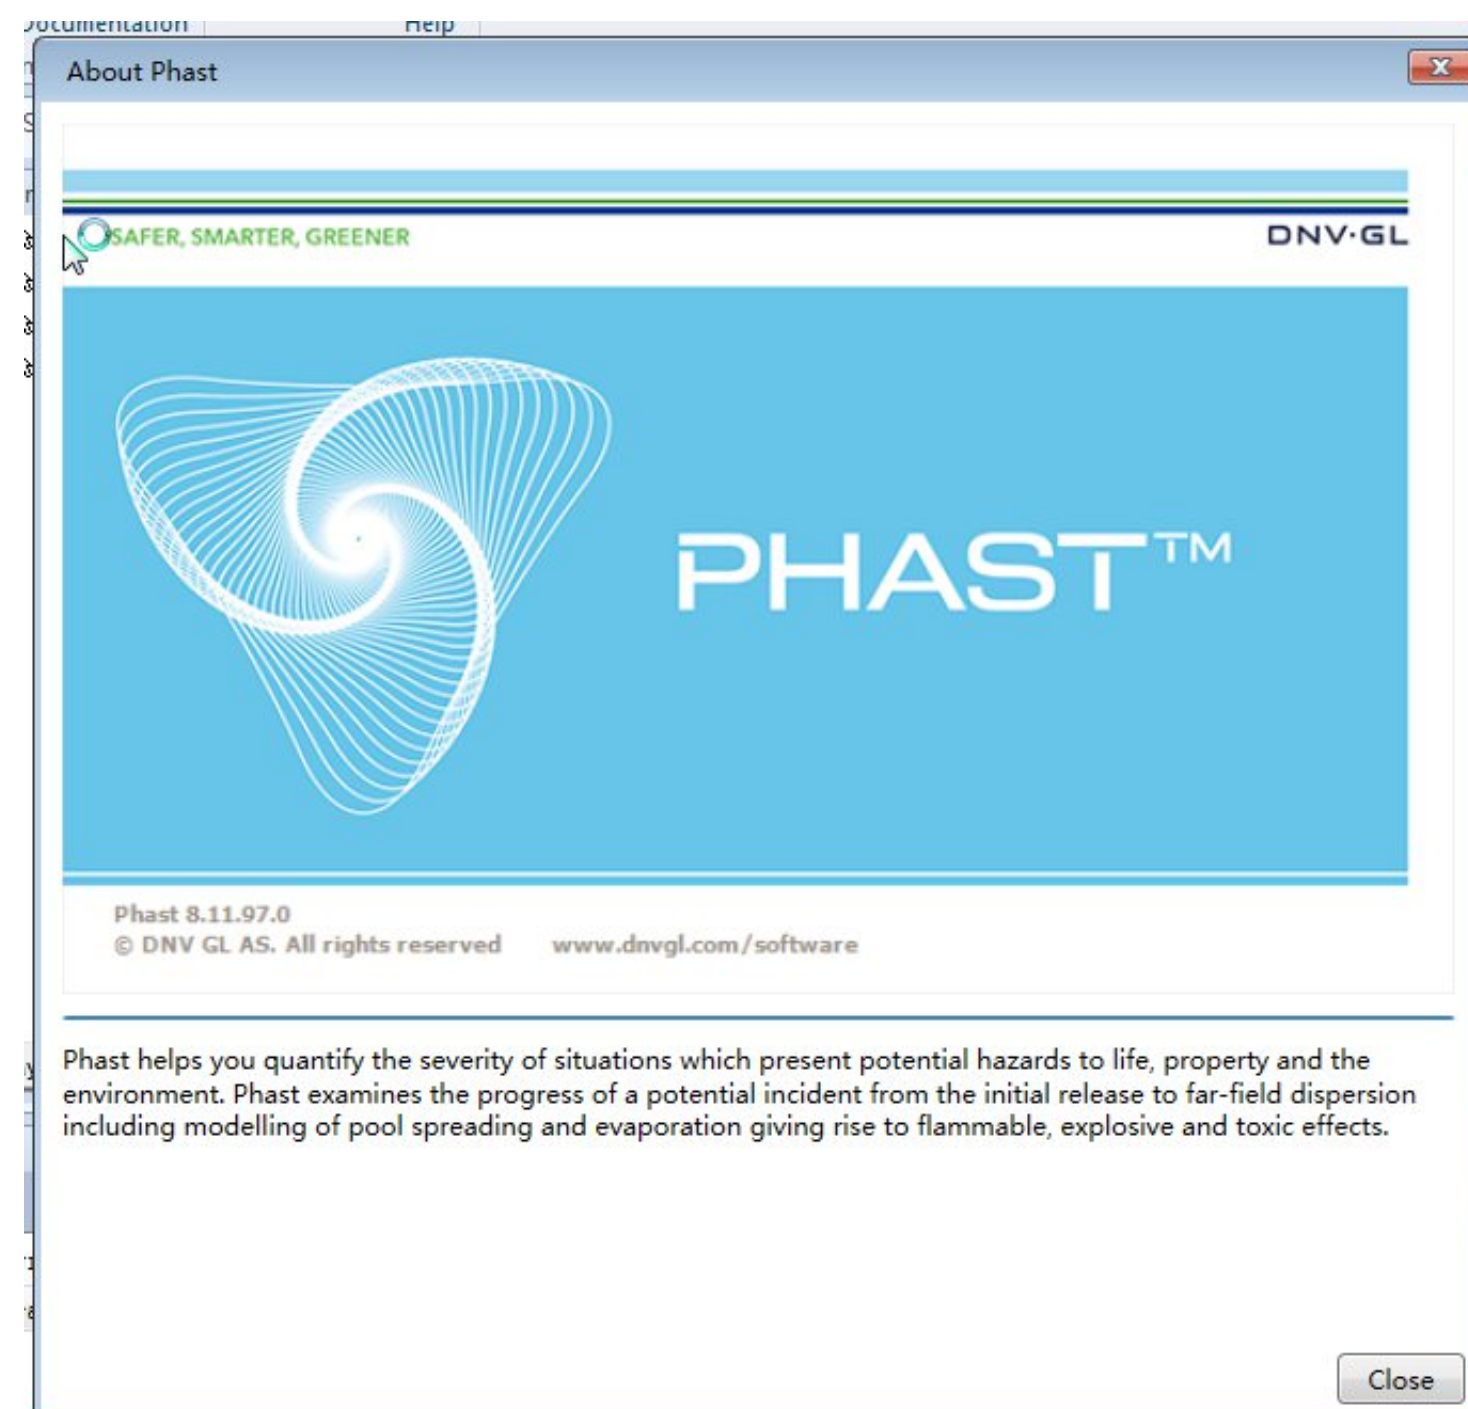 Documentation Help
About Phast
SAFER, SMARTER, GREENER DNV·GL
PHAST™
Phast 8.11.97.0
© DNV GL AS. All rights reserved www.dnvgl.com/software
Phast helps you quantify the severity of situations which present potential hazards to life, property and the
environment. Phast examines the progress of a potential incident from the initial release to far-field dispersion
including modelling of pool spreading and evaporation giving rise to flammable, explosive and toxic effects.
Close